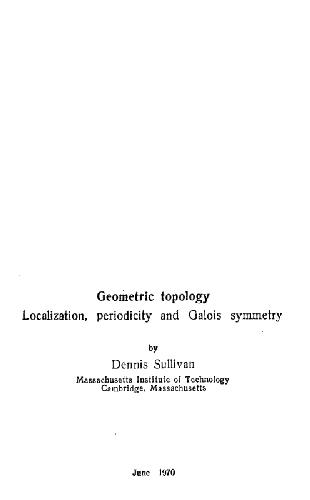 Geometric topology
Localization, periodicity and Galois symmetry
by
Dennis Sullivan
Massachusetts Institute of Technology
Cambridge, Massachusetts
June 1970